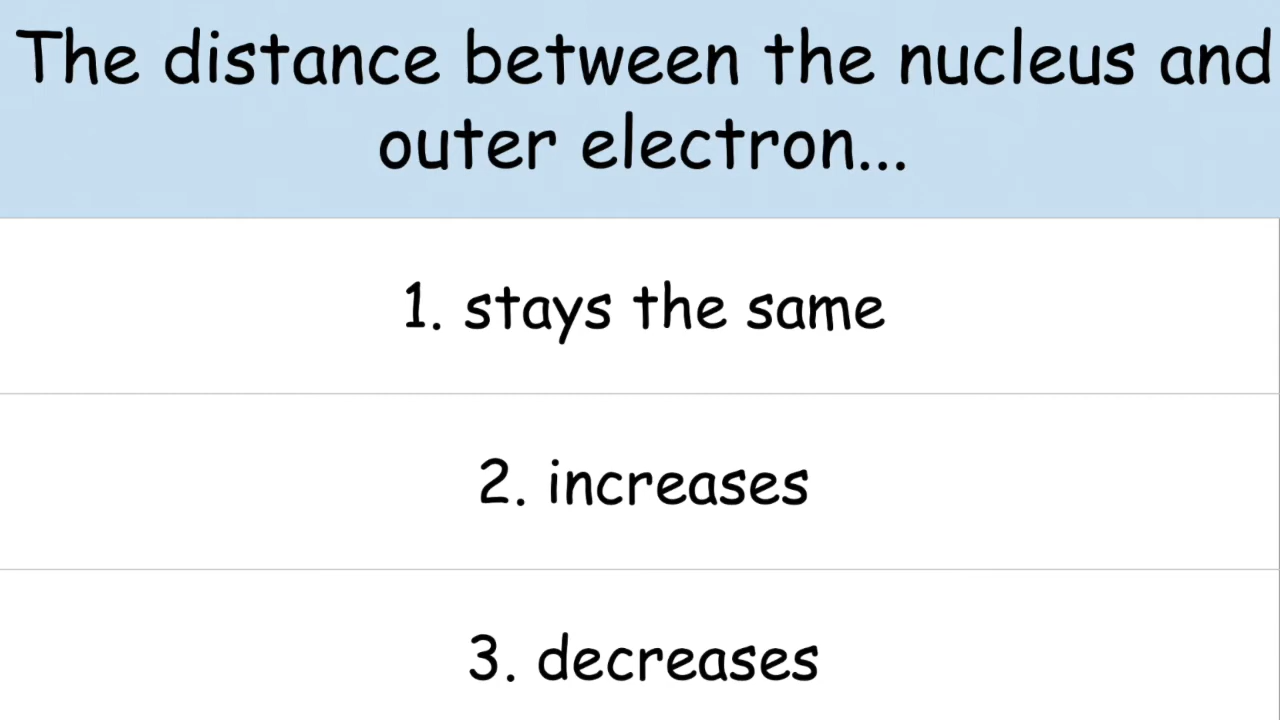 The distance between the nucleus and
outer electron...
1. stays the same
2. increases
3. decreases